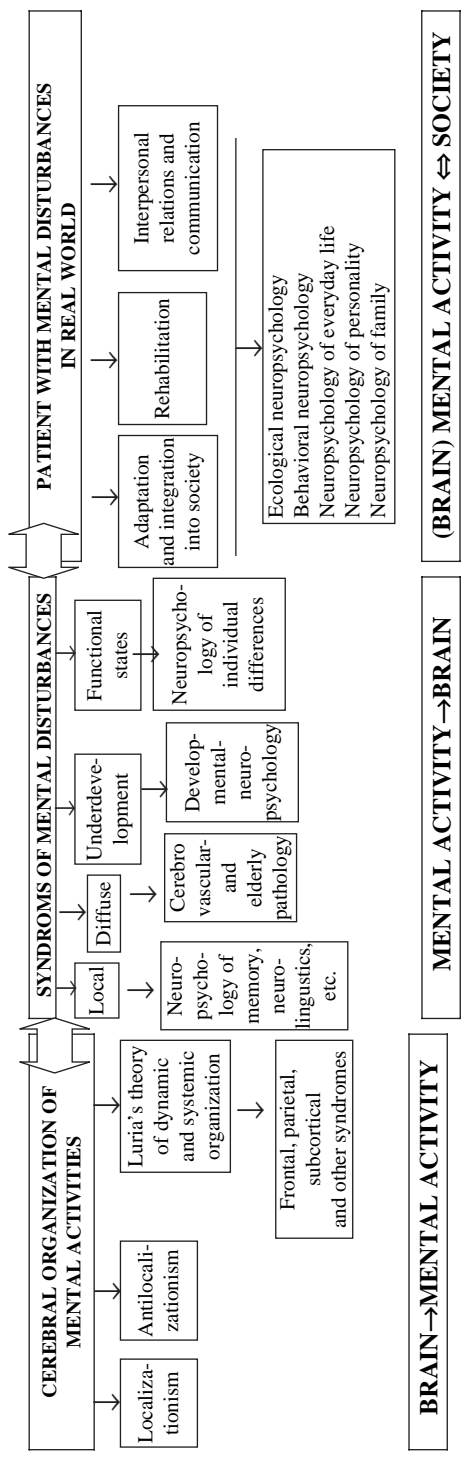 CEREBRAL ORGANIZATION OF
MENTAL ACTIVITIES
Localiza-
tionism
Antilocali-
zationism
Luria's theory
of dynamic
and systemic
organization
Frontal, parietal,
subcortical
and other syndromes
BRAIN→MENTAL ACTIVITY
SYNDROMS OF MENTAL DISTURBANCES
Local
Diffuse
Underdeve-
lopment
Functional
states
Neuro-
psycho-
logy of
memory,
neuro-
lingustics,
etc.
Cerebro
vascular-
and
elderly
pathology
Develop-
mental-
neuro-
psychology
Neuropsycho-
logy of
individual
differences
MENTAL ACTIVITY→BRAIN
PATIENT WITH MENTAL DISTURBANCES
IN REAL WORLD
Adaptation
and integration
into society
Rehabilitation
Interpersonal
relations and
communication
Ecological neuropsychology
Behavioral neuropsychology
Neuropsychology of everyday life
Neuropsychology of personality
Neuropsychology of family
(BRAIN) MENTAL ACTIVITY ⇔ SOCIETY